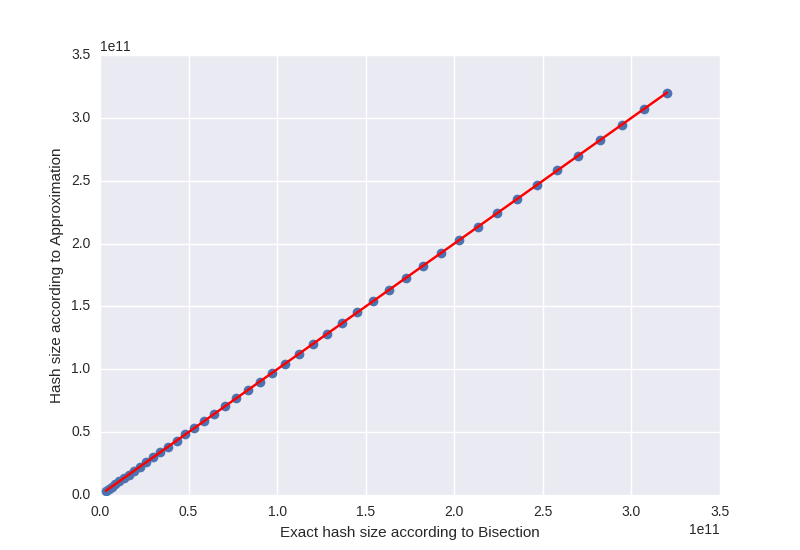 1e11
3.5
3.0
2.5
2.0
1.5
1.0
0.5
0.0
Hash size according to Approximation
0.0 0.5 1.0 1.5 2.0 2.5 3.0 3.5
Exact hash size according to Bisection
1e11